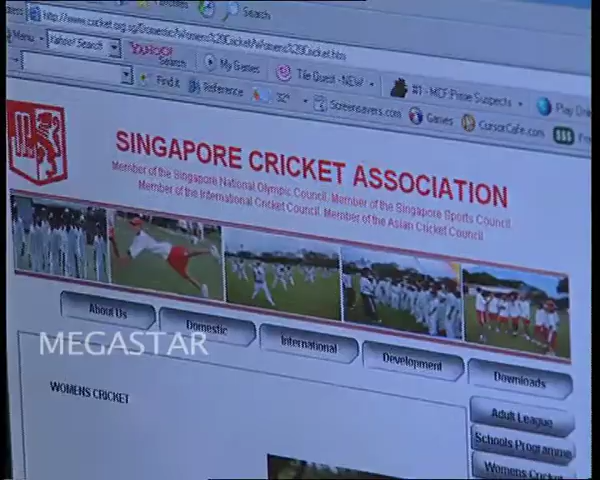 Favorites Search
http://www.cricket.org.sg/Domestic/Womens%20Cricket/Womens%20Cricket.htm
Menu Yahoo! Search YAHOO! Search My Games Tile Quest - NEW #1 - MCF Prime Suspects Play
Find it Reference 32° Screensavers.com Games CursorCafe.com
SINGAPORE CRICKET ASSOCIATION
Member of the Singapore National Olympic Council, Member of the Singapore Sports Council
Member of the International Cricket Council, Member of the Asian Cricket Council
About Us Domestic International Development Downloads
MEGASTAR
WOMENS CRICKET
Adult League
Schools Programme
Womens Cricket